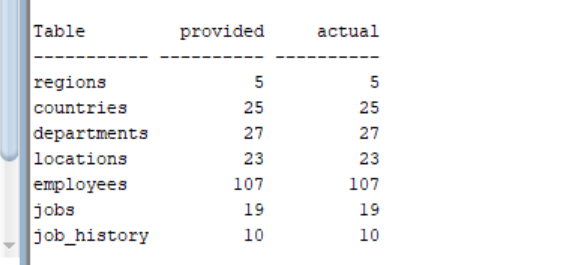 Table provided actual
----------- ---------- ----------
regions 5 5
countries 25 25
departments 27 27
locations 23 23
employees 107 107
jobs 19 19
job_history 10 10